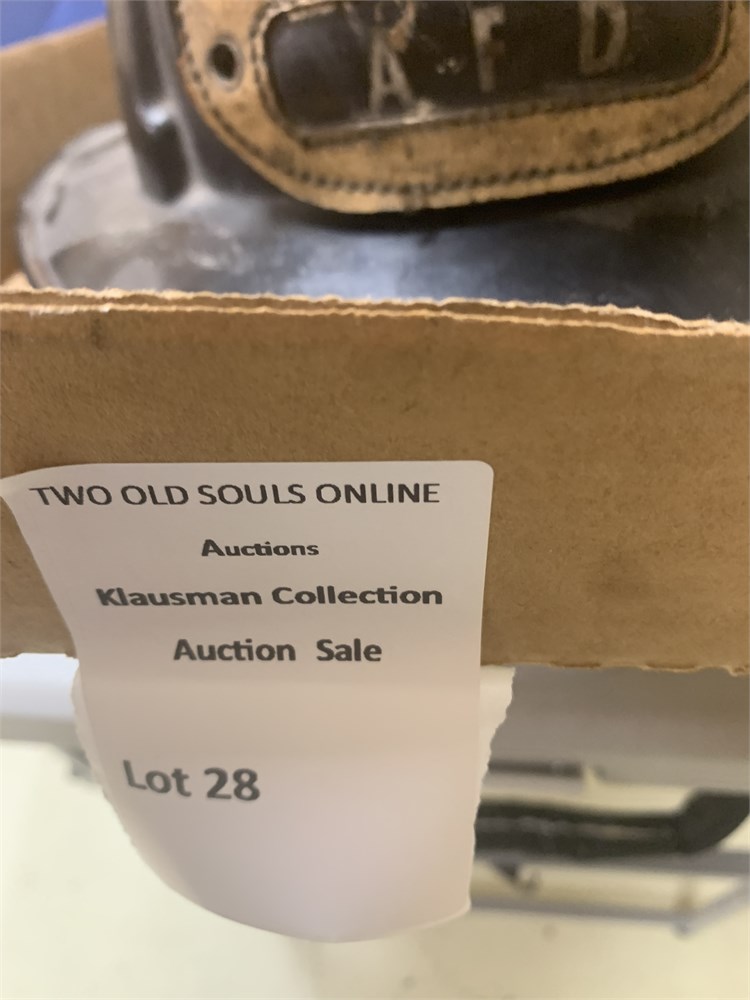 A F D
TWO OLD SOULS ONLINE
Auctions
Klausman Collection
Auction Sale
Lot 28